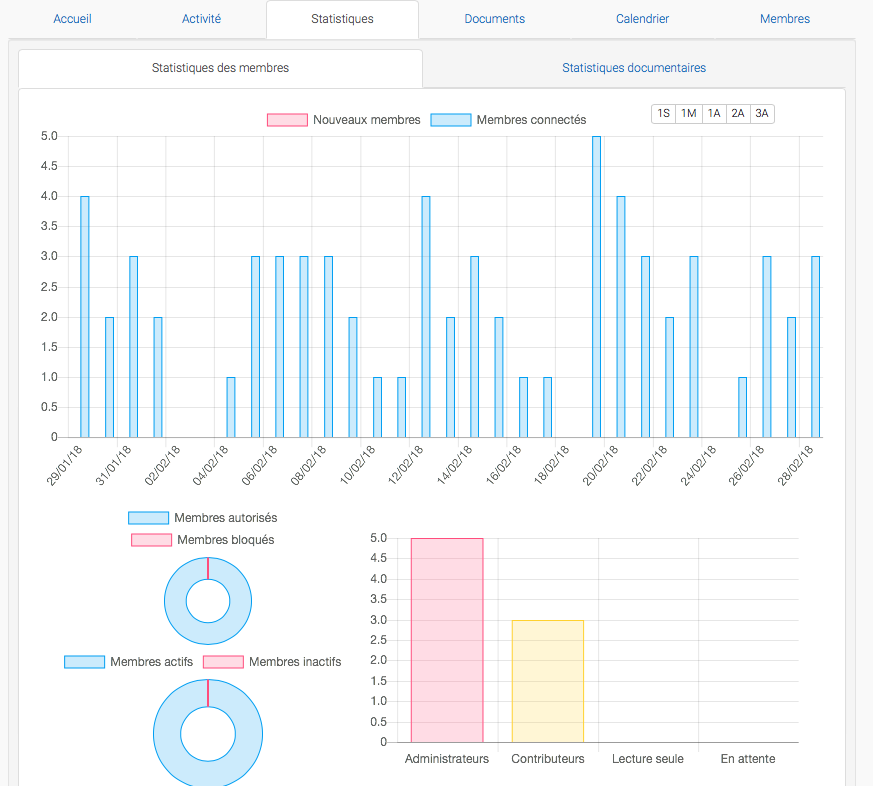 Accueil Activité Statistiques Documents Calendrier Membres
Statistiques des membres Statistiques documentaires
Nouveaux membres Membres connectés 1S 1M 1A 2A 3A
5.0
4.5
4.0
3.5
3.0
2.5
2.0
1.5
1.0
0.5
0
29/01/18 31/01/18 02/02/18 04/02/18 06/02/18 08/02/18 10/02/18 12/02/18 14/02/18 16/02/18 18/02/18 20/02/18 22/02/18 24/02/18 26/02/18 28/02/18
Membres autorisés
Membres bloqués
Membres actifs Membres inactifs
5.0
4.5
4.0
3.5
3.0
2.5
2.0
1.5
1.0
0.5
0
Administrateurs Contributeurs Lecture seule En attente